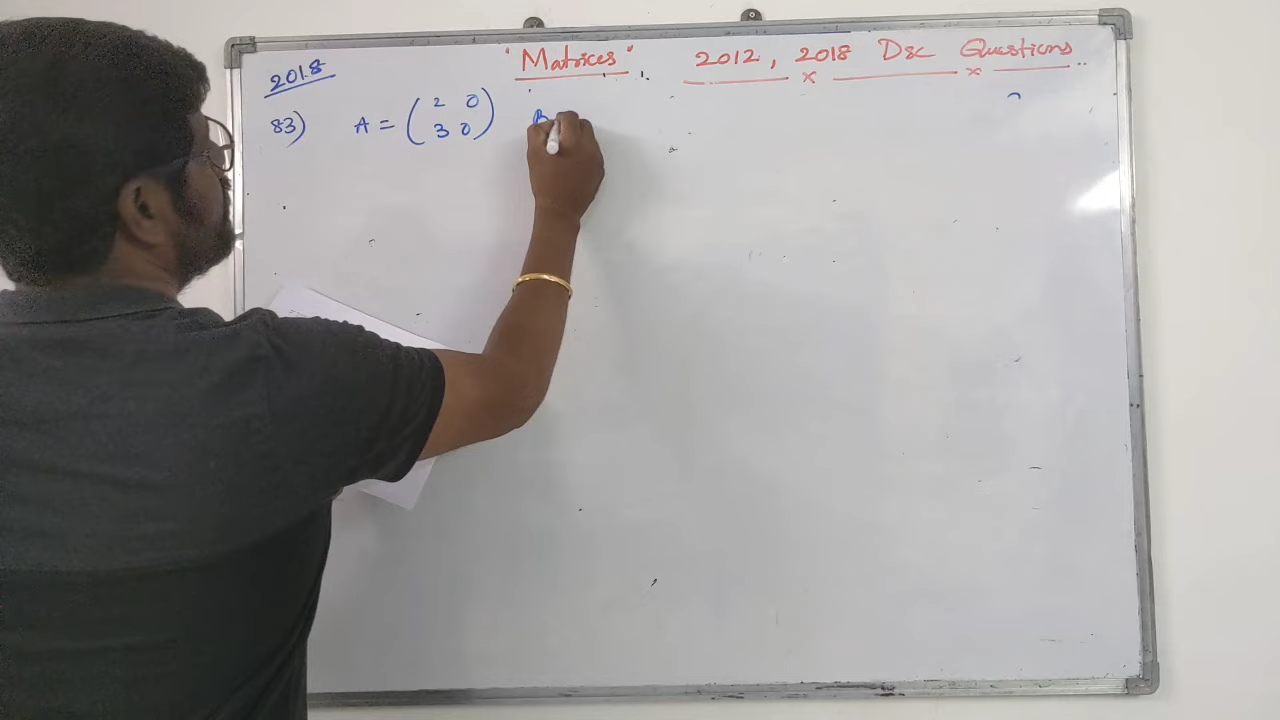 "Matrices" 2012, 2018 Dsc Questions
2018
83) A = ( 2 0 B
3 0 )